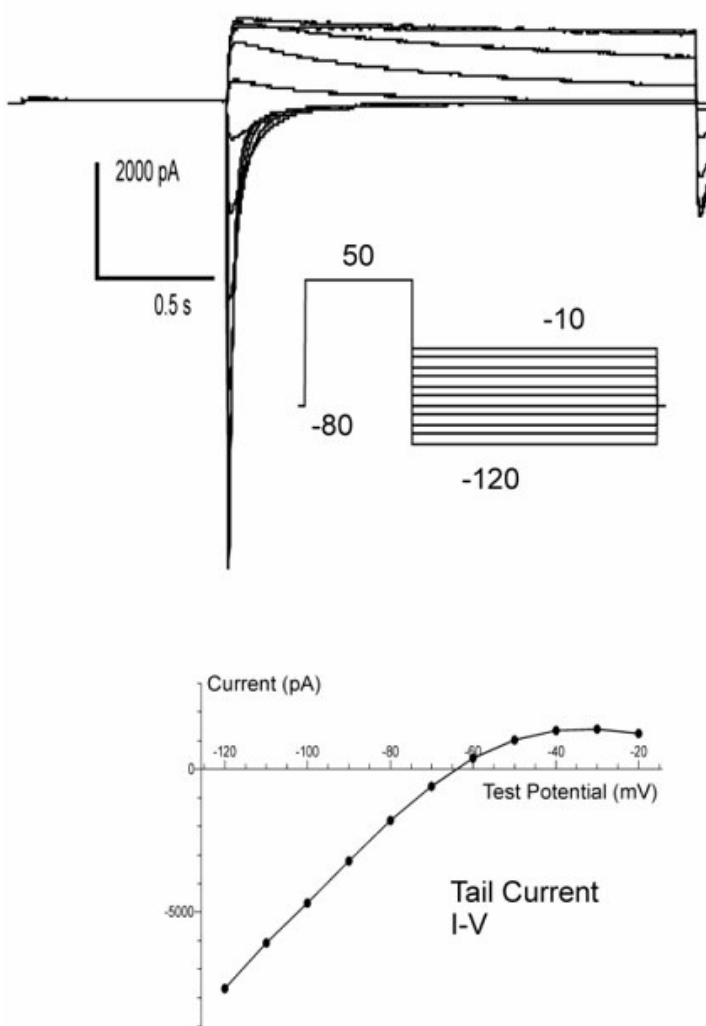 2000 pA
0.5 s
50
-10
-80
-120
Current (pA)
-120 -100 -80 -60 -40 -20
0
Test Potential (mV)
-5000
Tail Current
I-V